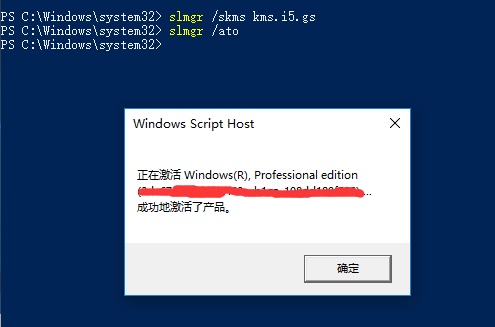 PS C:\Windows\system32> slmgr /skms kms.i5.gs
PS C:\Windows\system32> slmgr /ato
PS C:\Windows\system32>
Windows Script Host
正在激活 Windows(R), Professional edition
...
成功地激活了产品。
确定